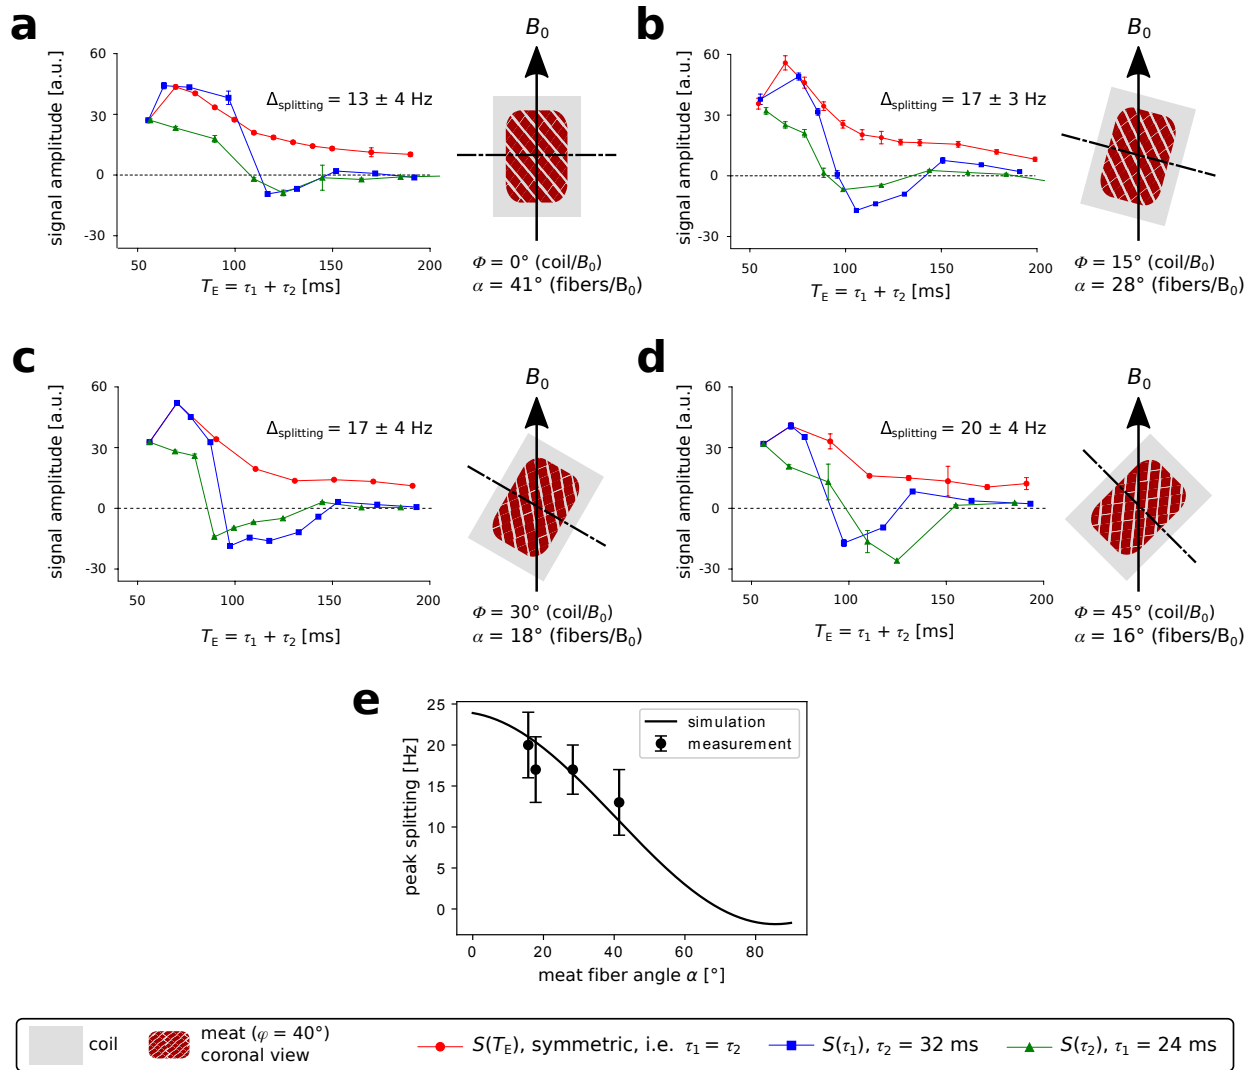 a
B0
60
30
0
-30
signal amplitude [a.u.]
Δsplitting = 13 ± 4 Hz
50 100 150 200
TE = τ1 + τ2 [ms]
Φ = 0° (coil/B0)
α = 41° (fibers/B0)
b
B0
60
30
0
-30
signal amplitude [a.u.]
Δsplitting = 17 ± 3 Hz
50 100 150 200
TE = τ1 + τ2 [ms]
Φ = 15° (coil/B0)
α = 28° (fibers/B0)
c
B0
60
30
0
-30
signal amplitude [a.u.]
Δsplitting = 17 ± 4 Hz
50 100 150 200
TE = τ1 + τ2 [ms]
Φ = 30° (coil/B0)
α = 18° (fibers/B0)
d
B0
60
30
0
-30
signal amplitude [a.u.]
Δsplitting = 20 ± 4 Hz
50 100 150 200
TE = τ1 + τ2 [ms]
Φ = 45° (coil/B0)
α = 16° (fibers/B0)
e
25
20
15
10
5
0
peak splitting [Hz]
simulation
measurement
0 20 40 60 80
meat fiber angle α [°]
coil
meat (φ = 40°)
coronal view
S(TE), symmetric, i.e. τ1 = τ2
S(τ1), τ2 = 32 ms
S(τ2), τ1 = 24 ms